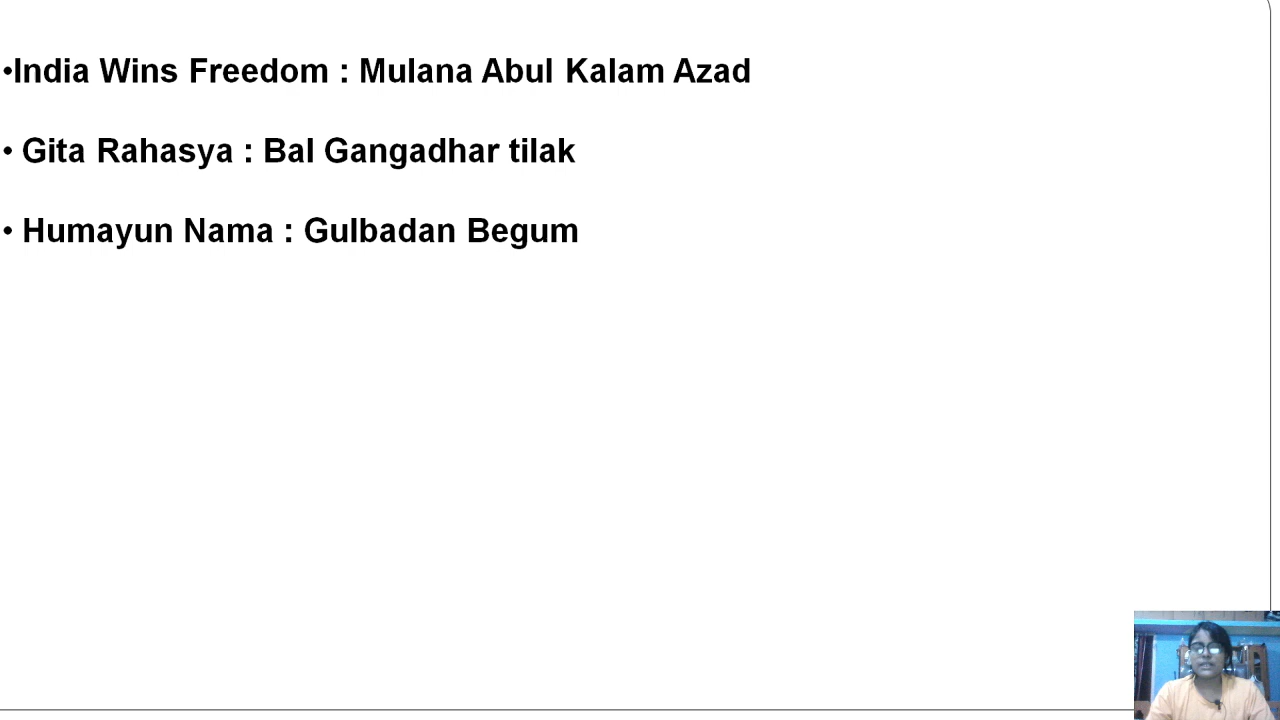 •India Wins Freedom : Mulana Abul Kalam Azad
• Gita Rahasya : Bal Gangadhar tilak
• Humayun Nama : Gulbadan Begum